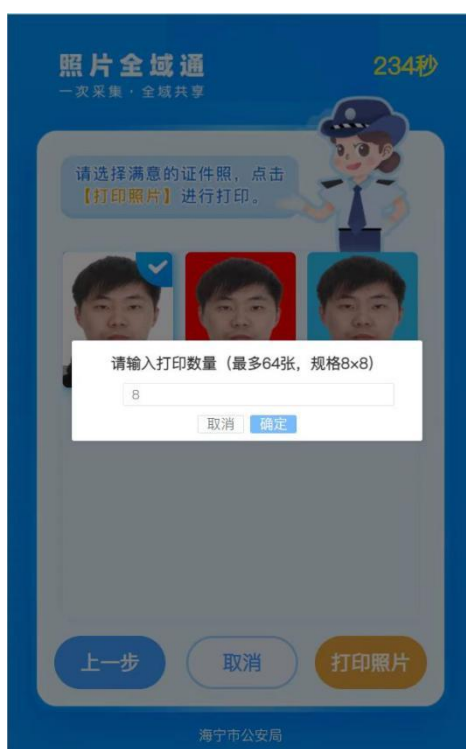 照片全域通
234秒
一次采集·全域共享
请选择满意的证件照，点击
【打印照片】进行打印。
请输入打印数量（最多64张，规格8×8）
8
取消
确定
上一步
取消
打印照片
海宁市公安局